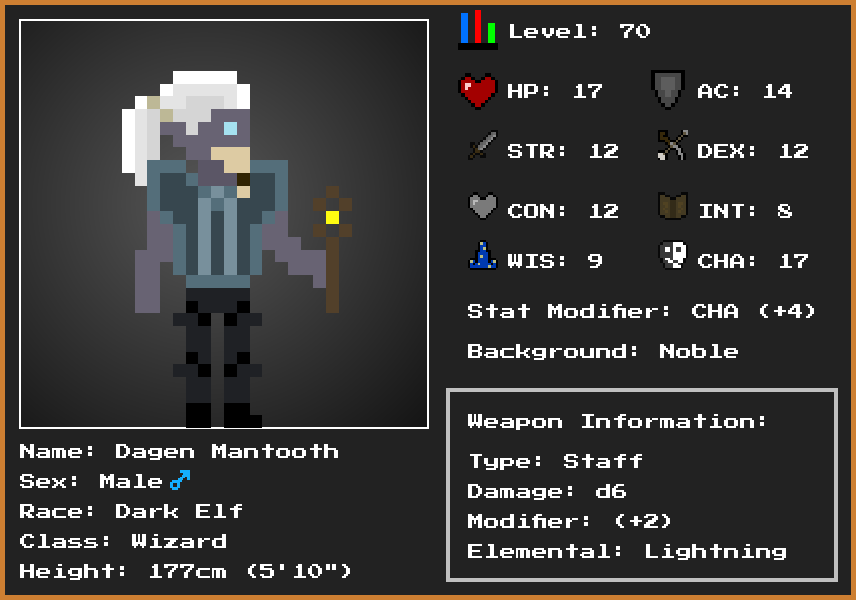 Level: 70
HP: 17 AC: 14
STR: 12 DEX: 12
CON: 12 INT: 8
WIS: 9 CHA: 17
Stat Modifier: CHA (+4)
Background: Noble
Weapon Information:
Type: Staff
Damage: d6
Modifier: (+2)
Elemental: Lightning
Name: Dagen Mantooth
Sex: Male♂
Race: Dark Elf
Class: Wizard
Height: 177cm (5'10")